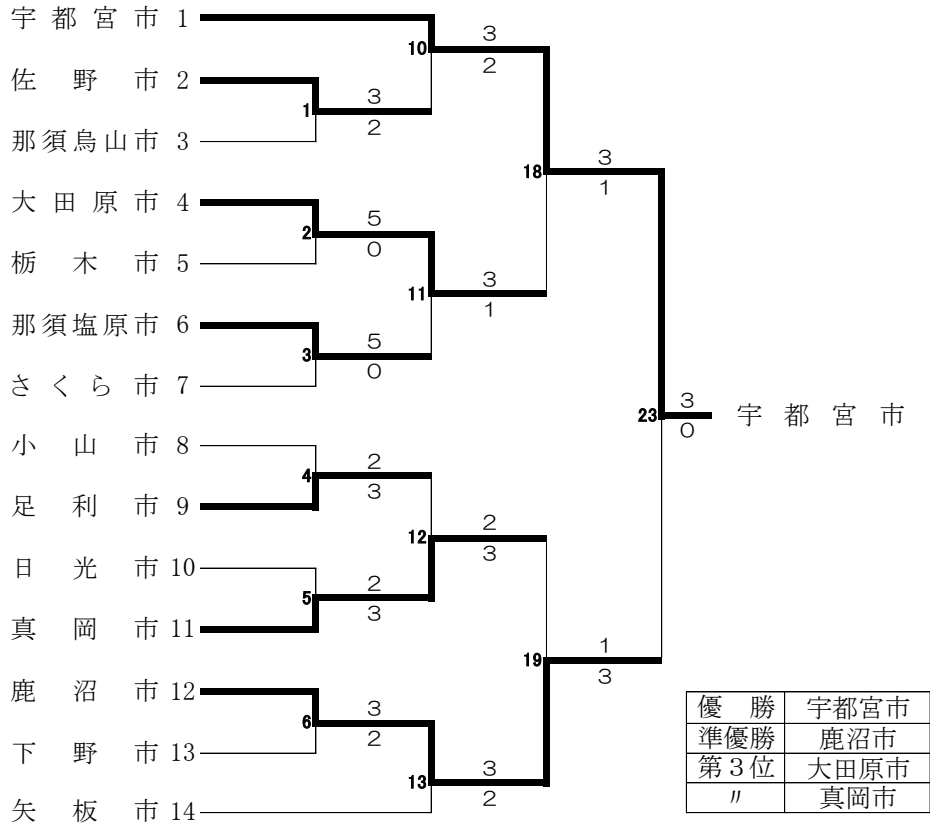 宇都宮市 1
3
10
2
佐野市 2
3
1
2
那須烏山市 3
3
18
1
大田原市 4
5
2
0
栃木市 5
3
11
1
那須塩原市 6
5
3
0
さくら市 7
3
23 宇都宮市
0
小山市 8
2
4
3
足利市 9
2
12
3
日光市 10
2
5
3
真岡市 11
1
19
3
鹿沼市 12
3
6
2
下野市 13
3
13
2
矢板市 14
優勝 宇都宮市
準優勝 鹿沼市
第３位 大田原市
〃 真岡市